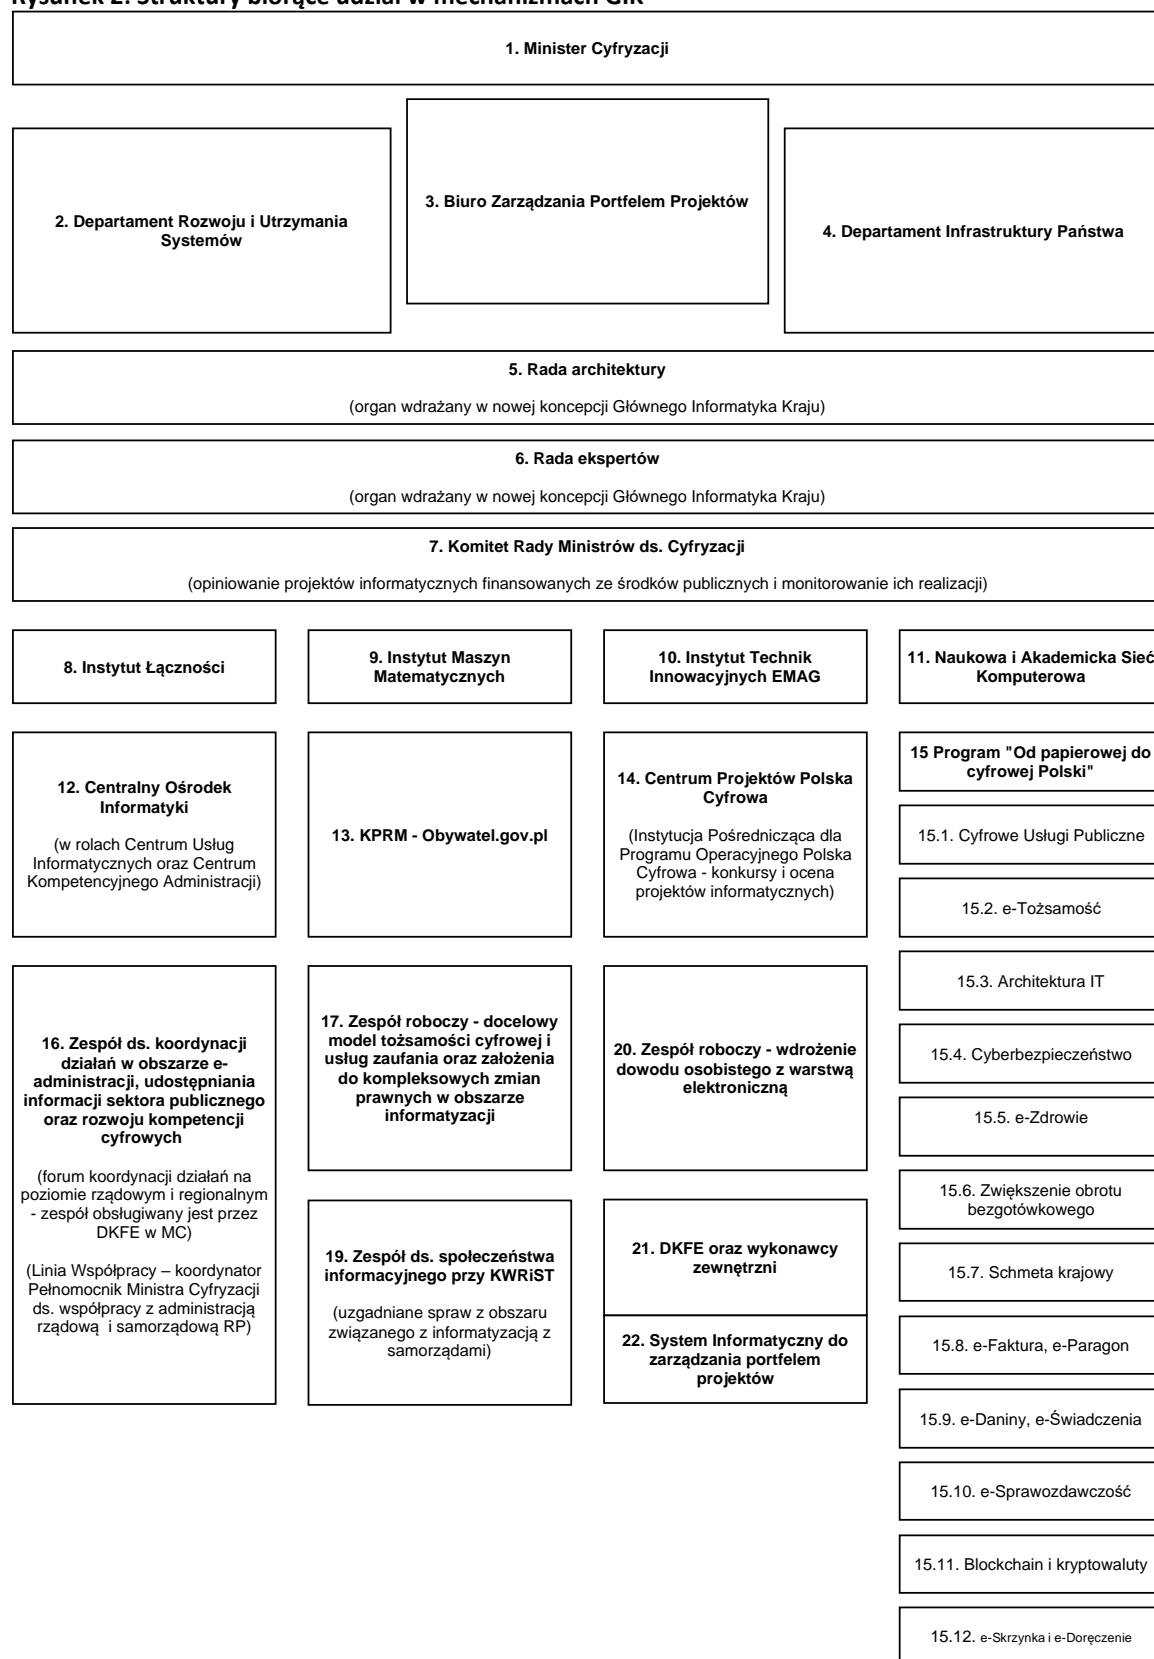 Rysunek 2. Struktury biorące udział w mechanizmach GIK
1. Minister Cyfryzacji
2. Departament Rozwoju i Utrzymania
Systemów
3. Biuro Zarządzania Portfelem Projektów
4. Departament Infrastruktury Państwa
5. Rada architektury
(organ wdrażany w nowej koncepcji Głównego Informatyka Kraju)
6. Rada ekspertów
(organ wdrażany w nowej koncepcji Głównego Informatyka Kraju)
7. Komitet Rady Ministrów ds. Cyfryzacji
(opiniowanie projektów informatycznych finansowanych ze środków publicznych i monitorowanie ich realizacji)
8. Instytut Łączności
9. Instytut Maszyn
Matematycznych
10. Instytut Technik
Innowacyjnych EMAG
11. Naukowa i Akademicka Sieć
Komputerowa
12. Centralny Ośrodek
Informatyki
(w rolach Centrum Usług
Informatycznych oraz Centrum
Kompetencyjnego Administracji)
13. KPRM - Obywatel.gov.pl
14. Centrum Projektów Polska
Cyfrowa
(Instytucja Pośrednicząca dla
Programu Operacyjnego Polska
Cyfrowa - konkursy i ocena
projektów informatycznych)
15 Program "Od papierowej do
cyfrowej Polski"
15.1. Cyfrowe Usługi Publiczne
15.2. e-Tożsamość
15.3. Architektura IT
15.4. Cyberbezpieczeństwo
15.5. e-Zdrowie
15.6. Zwiększenie obrotu
bezgotówkowego
15.7. Schmeta krajowy
15.8. e-Faktura, e-Paragon
15.9. e-Daniny, e-Świadczenia
15.10. e-Sprawozdawczość
15.11. Blockchain i kryptowaluty
15.12. e-Skrzynka i e-Doręczenie
16. Zespół ds. koordynacji
działań w obszarze e-
administracji, udostępniania
informacji sektora publicznego
oraz rozwoju kompetencji
cyfrowych
(forum koordynacji działań na
poziomie rządowym i regionalnym
- zespół obsługiwany jest przez
DKFE w MC)
(Linia Współpracy – koordynator
Pełnomocnik Ministra Cyfryzacji
ds. współpracy z administracją
rządową i samorządową RP)
17. Zespół roboczy - docelowy
model tożsamości cyfrowej i
usług zaufania oraz założenia
do kompleksowych zmian
prawnych w obszarze
informatyzacji
20. Zespół roboczy - wdrożenie
dowodu osobistego z warstwą
elektroniczną
19. Zespół ds. społeczeństwa
informacyjnego przy KWRiST
(uzgadniane spraw z obszaru
związanego z informatyzacją z
samorządami)
21. DKFE oraz wykonawcy
zewnętrzni
22. System Informatyczny do
zarządzania portfelem
projektów